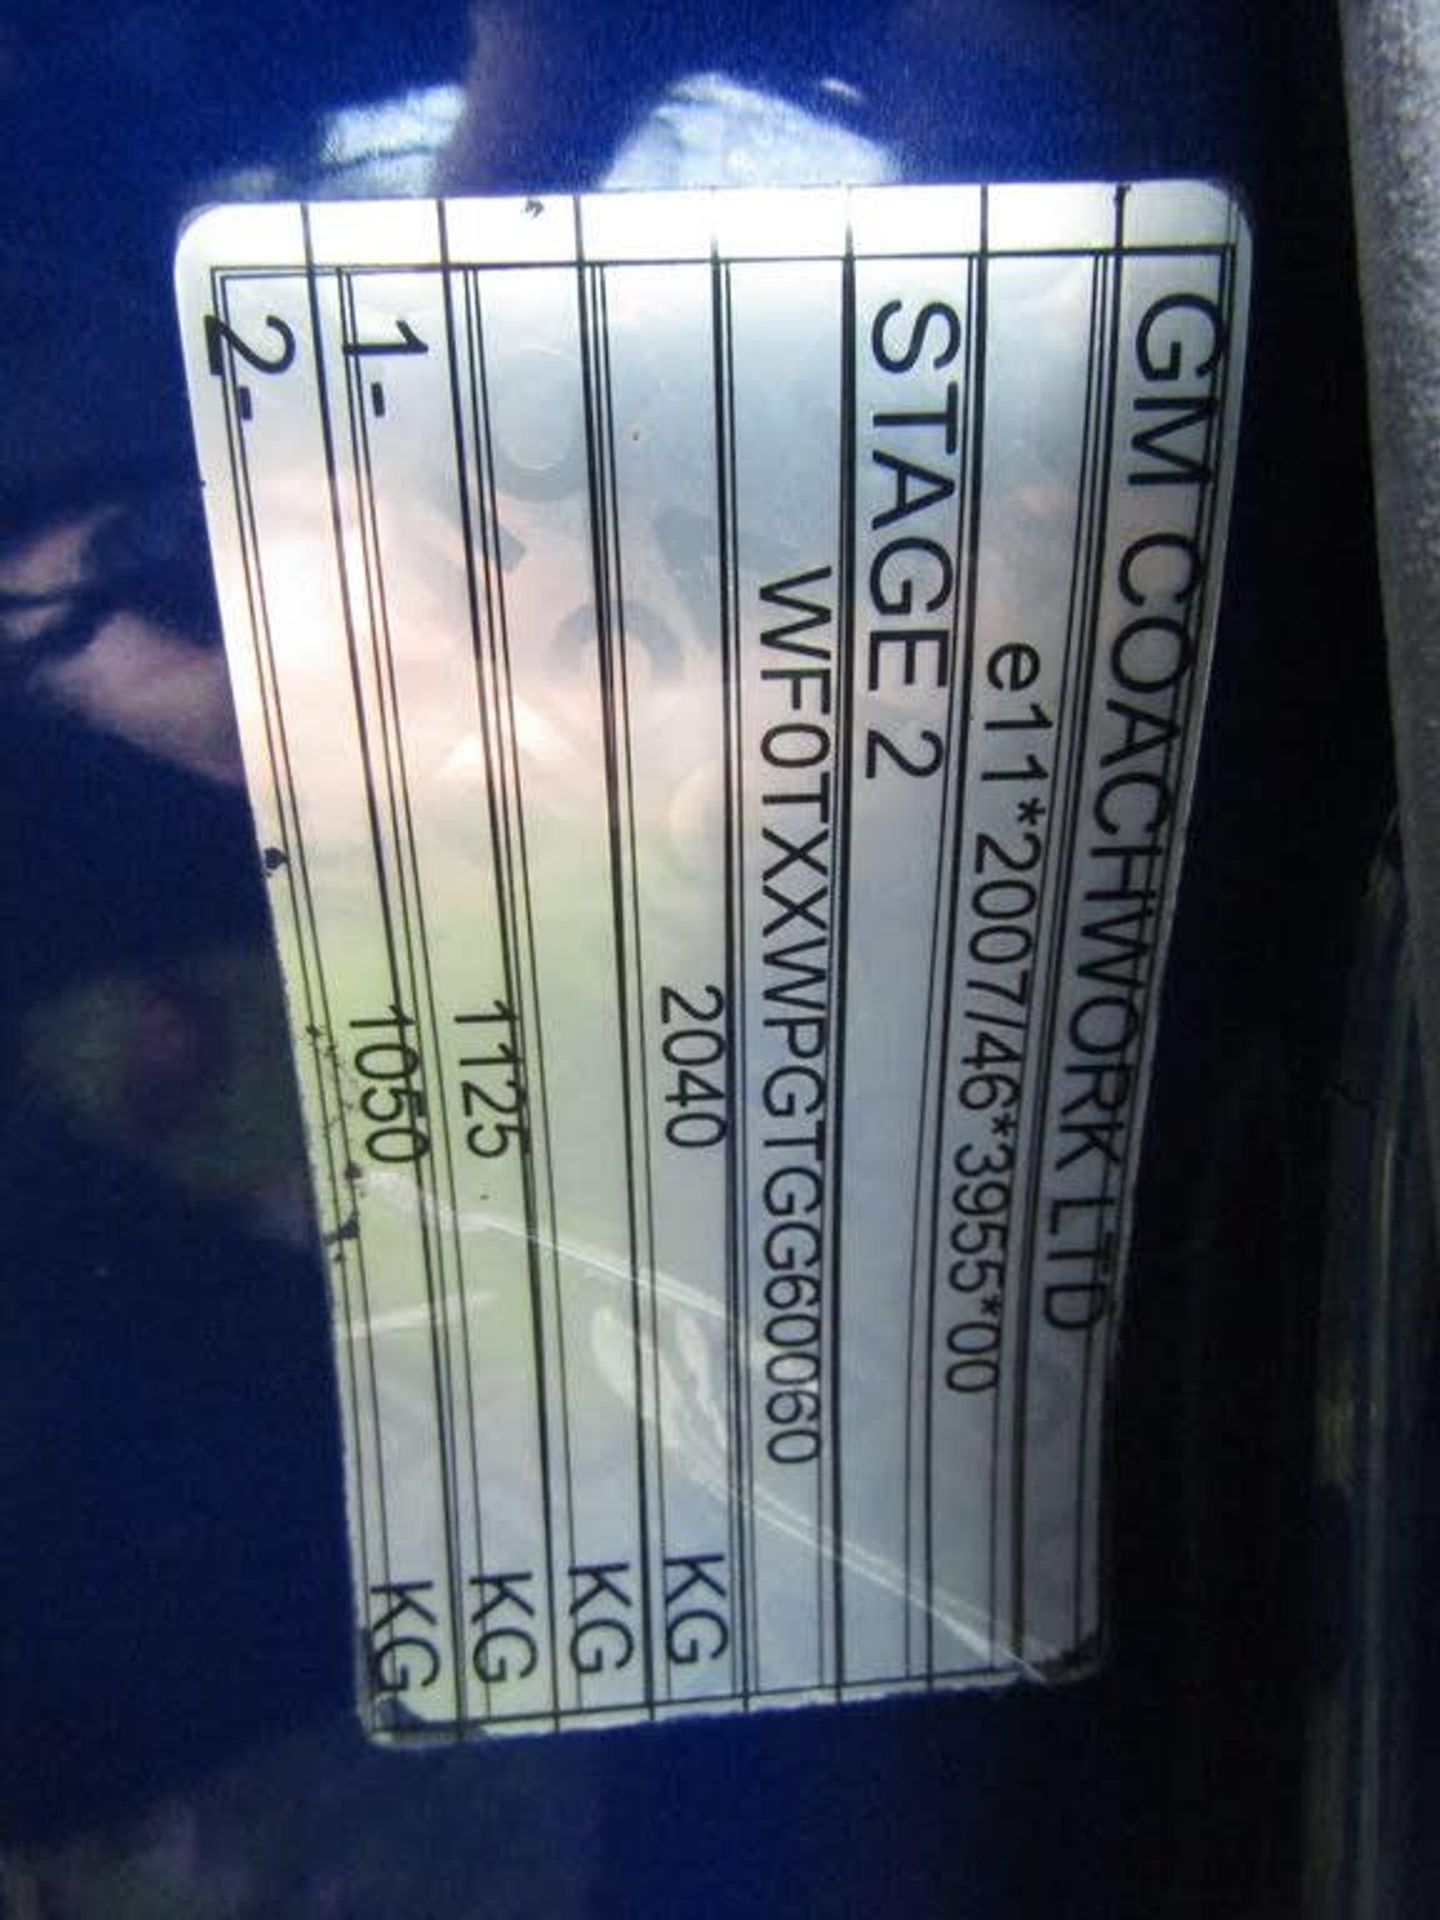 GM COACHWORK LTD
e11*2007/46*3955*00
STAGE 2
WF0TXXWPGTGG60060
2040 KG
KG
1- 1125 KG
2- 1050 KG